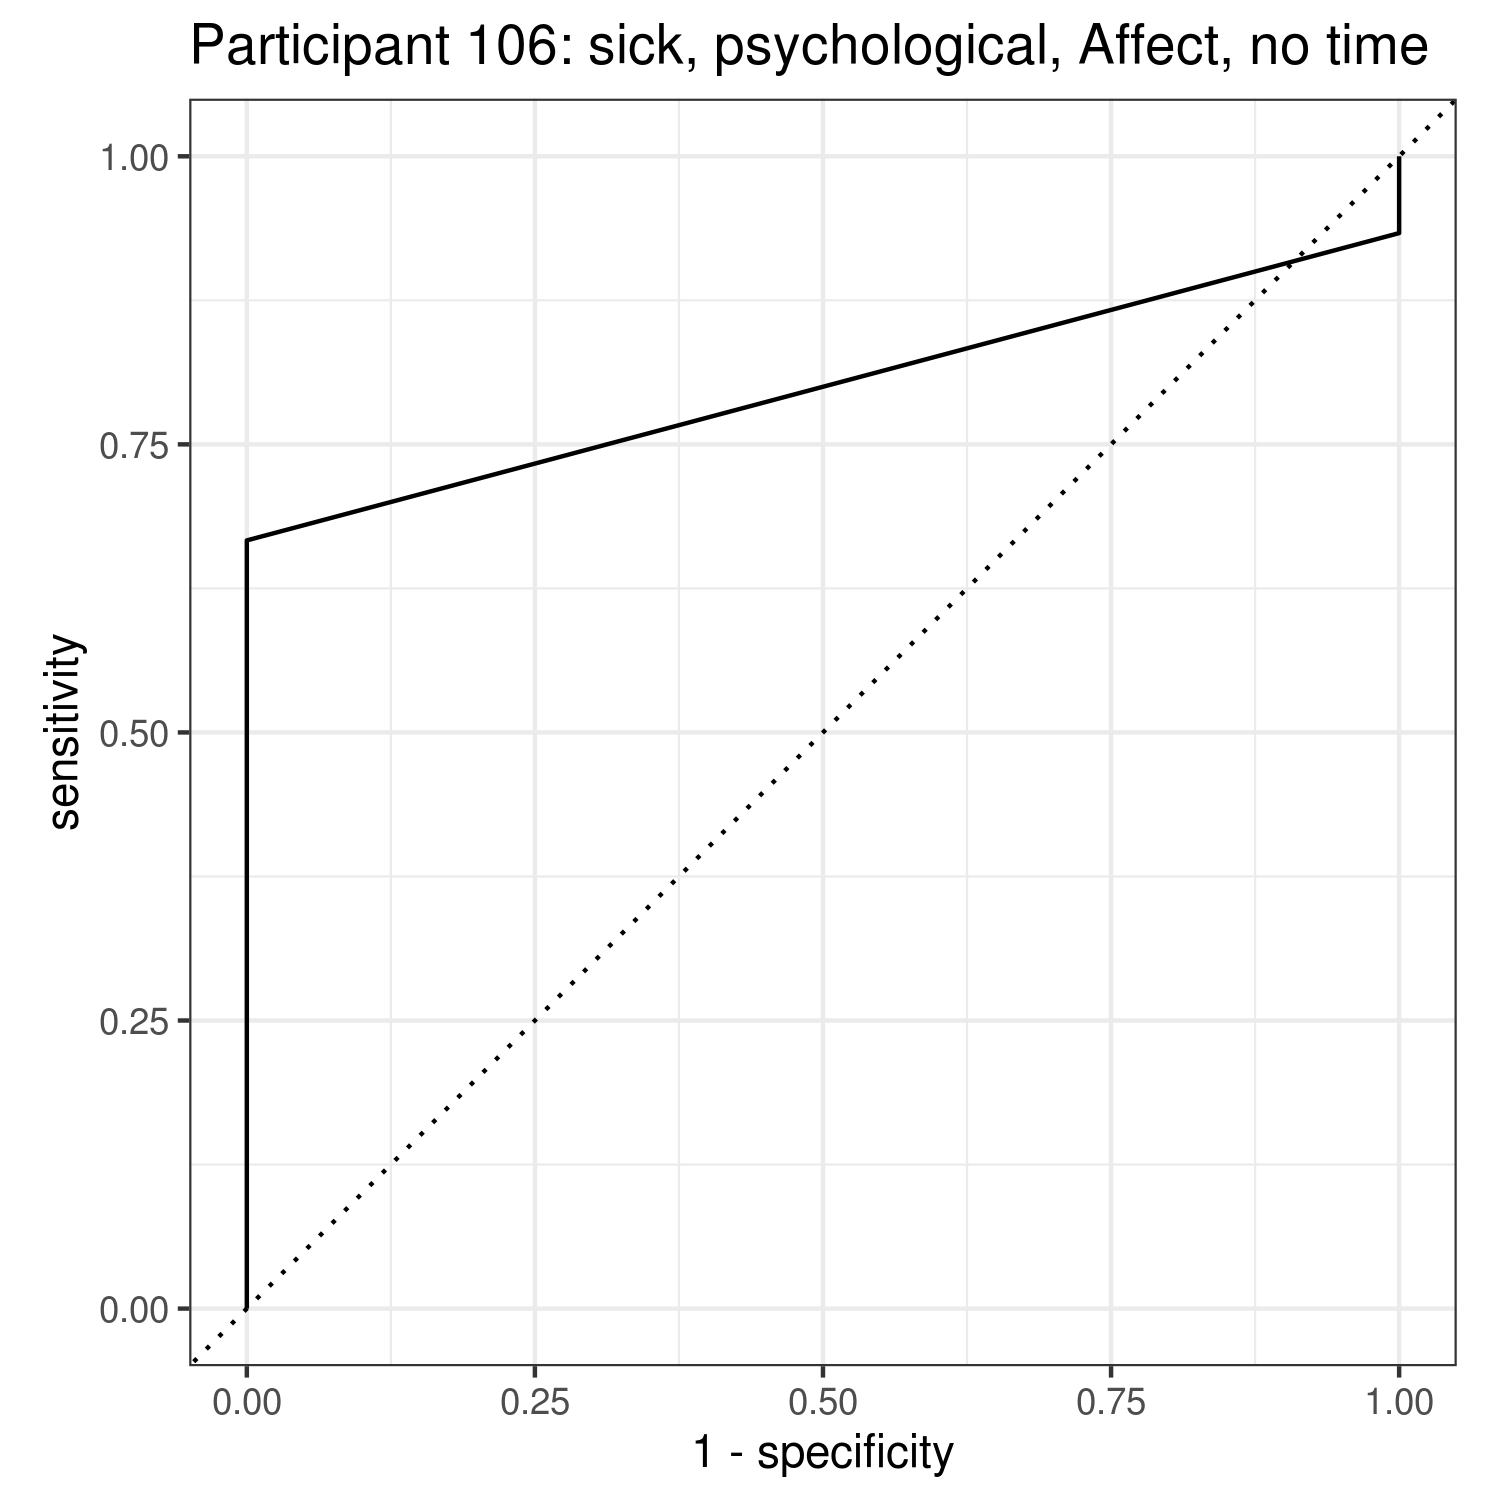 Participant 106: sick, psychological, Affect, no time
1.00
0.75
0.50
0.25
0.00
sensitivity
0.00 0.25 0.50 0.75 1.00
1 - specificity